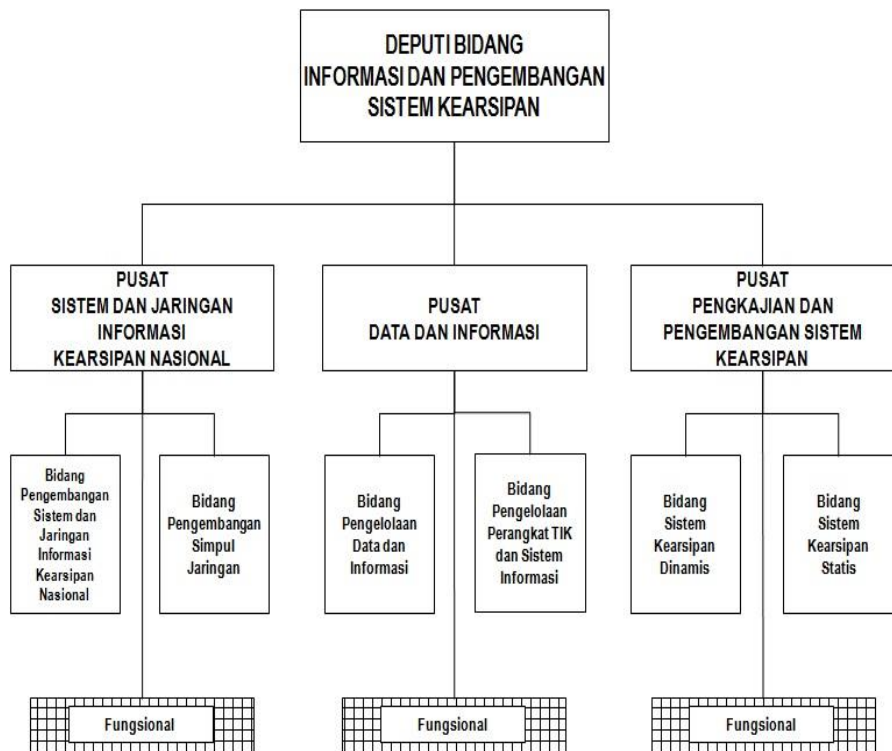 DEPUTI BIDANG
INFORMASI DAN PENGEMBANGAN
SISTEM KEARSIPAN
PUSAT
SISTEM DAN JARINGAN
INFORMASI
KEARSIPAN NASIONAL
PUSAT
DATA DAN INFORMASI
PUSAT
PENGKAJIAN DAN
PENGEMBANGAN SISTEM
KEARSIPAN
Bidang
Pengembangan
Sistem dan
Jaringan
Informasi
Kearsipan
Nasional
Bidang
Pengembangan
Simpul
Jaringan
Bidang
Pengelolaan
Data dan
Informasi
Bidang
Pengelolaan
Perangkat TIK
dan Sistem
Informasi
Bidang
Sistem
Kearsipan
Dinamis
Bidang
Sistem
Kearsipan
Statis
Fungsional
Fungsional
Fungsional